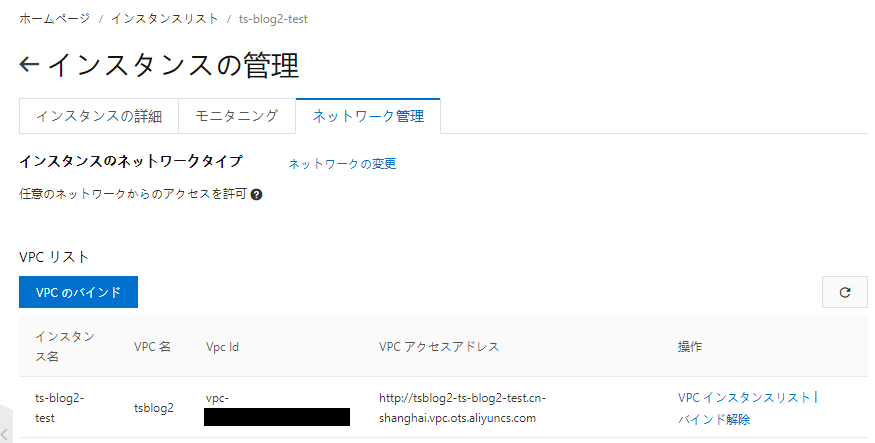 ホームページ / インスタンスリスト / ts-blog2-test
← インスタンスの管理
インスタンスの詳細 モニタニング ネットワーク管理
インスタンスのネットワークタイプ ネットワークの変更
任意のネットワークからのアクセスを許可
VPC リスト
VPC のバインド
インスタン
ス名 VPC 名 Vpc Id VPC アクセスアドレス 操作
ts-blog2-
test tsblog2 vpc- http://tsblog2-ts-blog2-test.cn-
shanghai.vpc.ots.aliyuncs.com VPC インスタンスリスト |
バインド解除